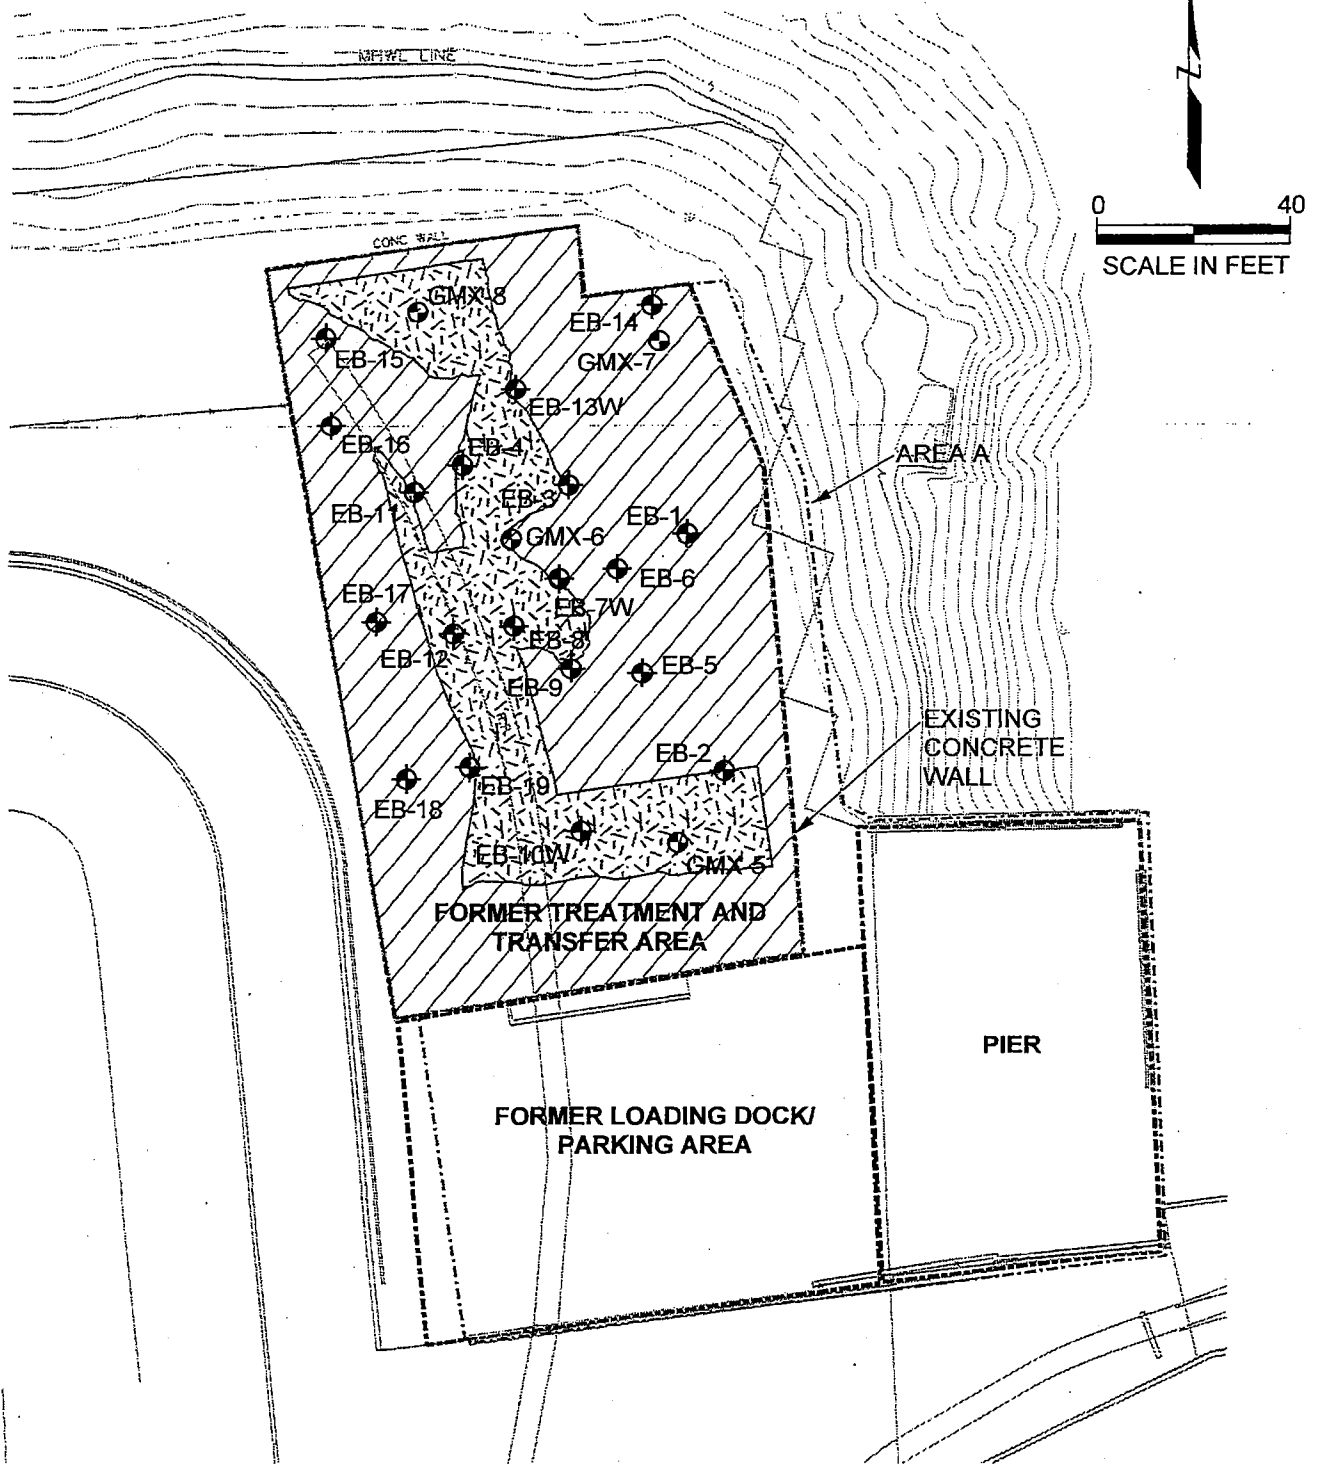 MHWL LINE
Z
0 40
SCALE IN FEET
CONC WALL
GMX-8
EB-14
EB-15
GMX-7
EB-13W
EB-16
EB-4
AREA A
EB-3
EB-11
EB-1
GMX-6
EB-6
EB-17
EB-7W
EB-8
EB-12
EB-5
EB-9
EXISTING
CONCRETE
WALL
EB-2
EB-19
EB-18
EB-10W
GMX-5
FORMER TREATMENT AND
TRANSFER AREA
PIER
FORMER LOADING DOCK/
PARKING AREA